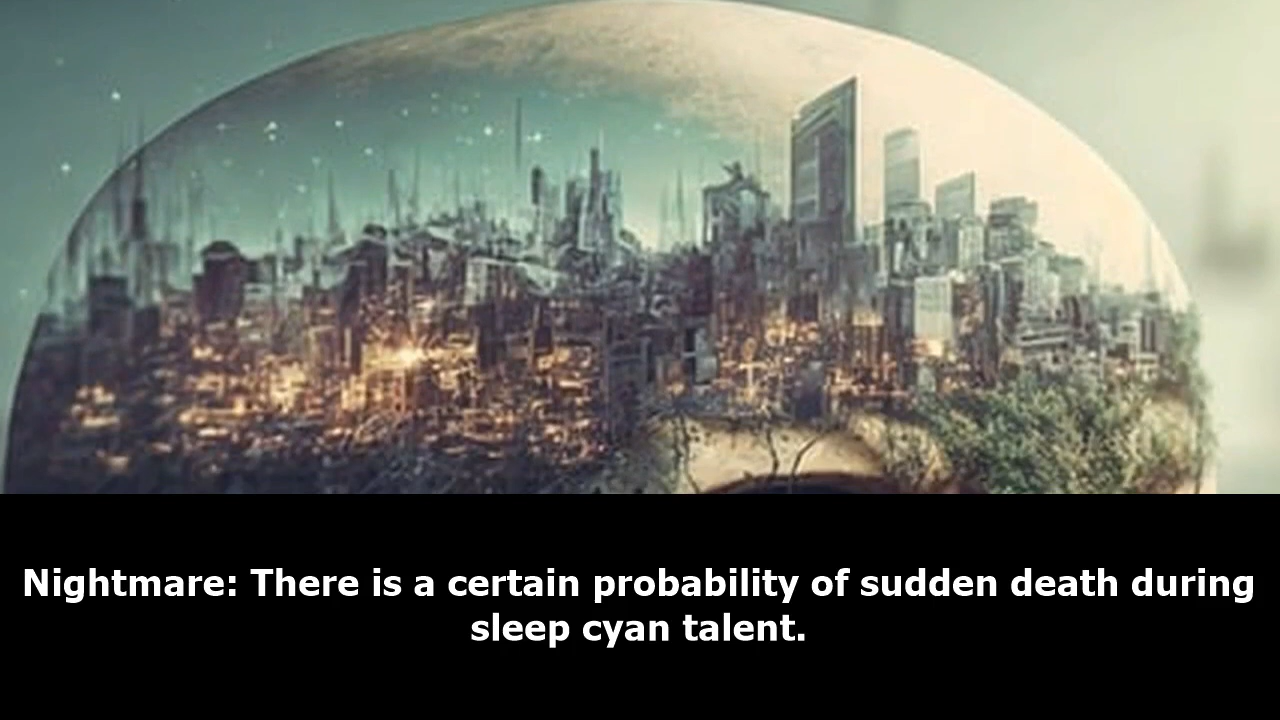 Nightmare: There is a certain probability of sudden death during
sleep cyan talent.